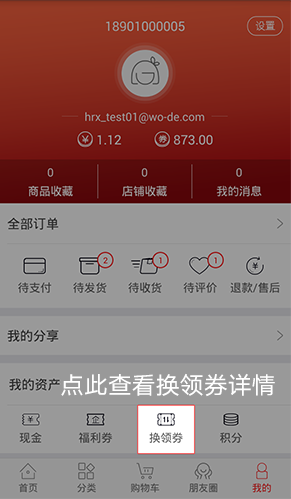 18901000005 设置
hrx_test01@wo-de.com
¥ 1.12 券 873.00
0 0 0
商品收藏 店铺收藏 我的消息
全部订单
2 1 1
待支付 待发货 待收货 待评价 退款/售后
我的分享
我的资产
点此查看换领券详情
现金 福利券 换领券 积分
首页 分类 购物车 朋友圈 我的